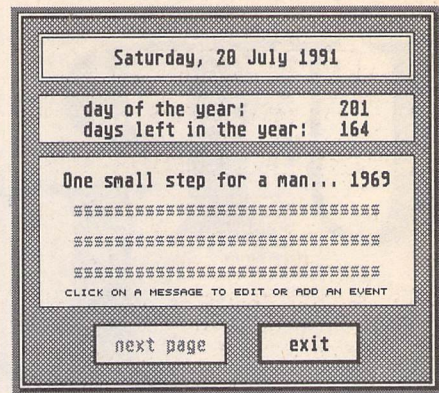 Saturday, 20 July 1991
day of the year: 201
days left in the year: 164
One small step for a man... 1969
CLICK ON A MESSAGE TO EDIT OR ADD AN EVENT
next page
exit